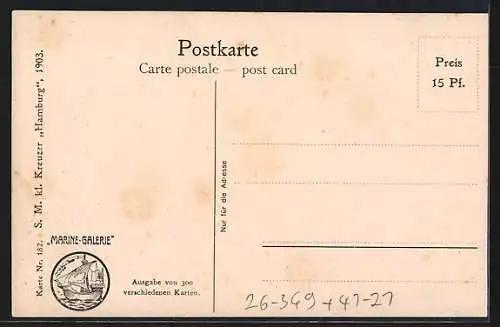 Postkarte
Carte postale — post card
Preis
15 Pf.
Karte Nr. 182. S. M. kl. Kreuzer „Hamburg", 1903.
Nur für die Adresse
„MARINE-GALERIE"
Ausgabe von 300
verschiedenen Karten.
26-349+47-27